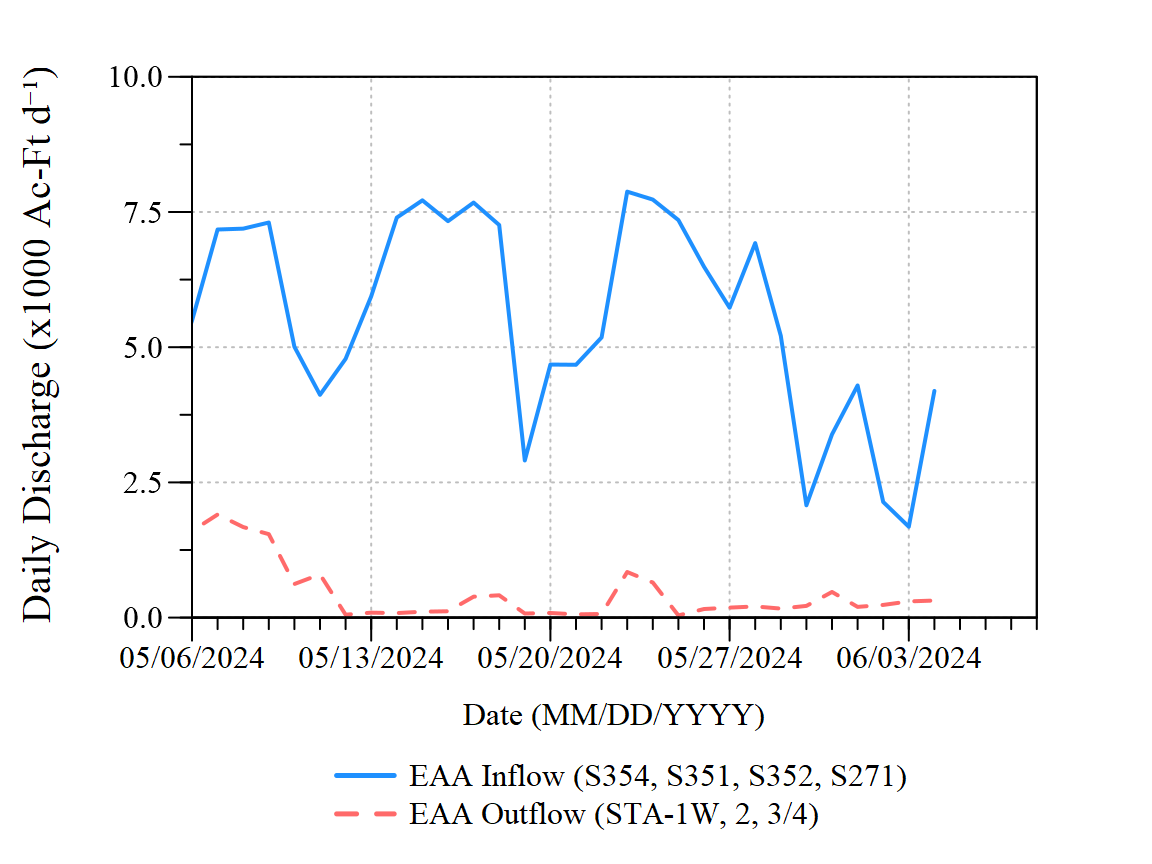 Daily Discharge (x1000 Ac-Ft d⁻¹)
10.0
7.5
5.0
2.5
0.0
05/06/2024 05/13/2024 05/20/2024 05/27/2024 06/03/2024
Date (MM/DD/YYYY)
EAA Inflow (S354, S351, S352, S271)
EAA Outflow (STA-1W, 2, 3/4)